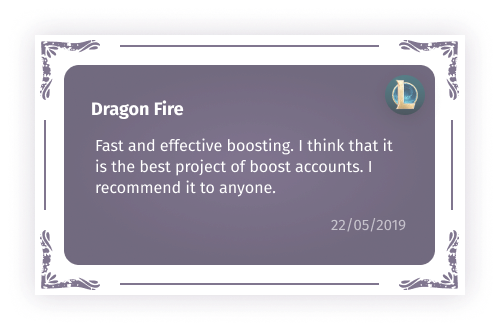 Dragon Fire
Fast and effective boosting. I think that it
is the best project of boost accounts. I
recommend it to anyone.
22/05/2019